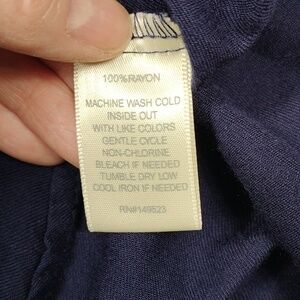 100%RAYON
MACHINE WASH COLD
INSIDE OUT
WITH LIKE COLORS
GENTLE CYCLE
NON-CHLORINE
BLEACH IF NEEDED
TUMBLE DRY LOW
COOL IRON IF NEEDED
RN#149523